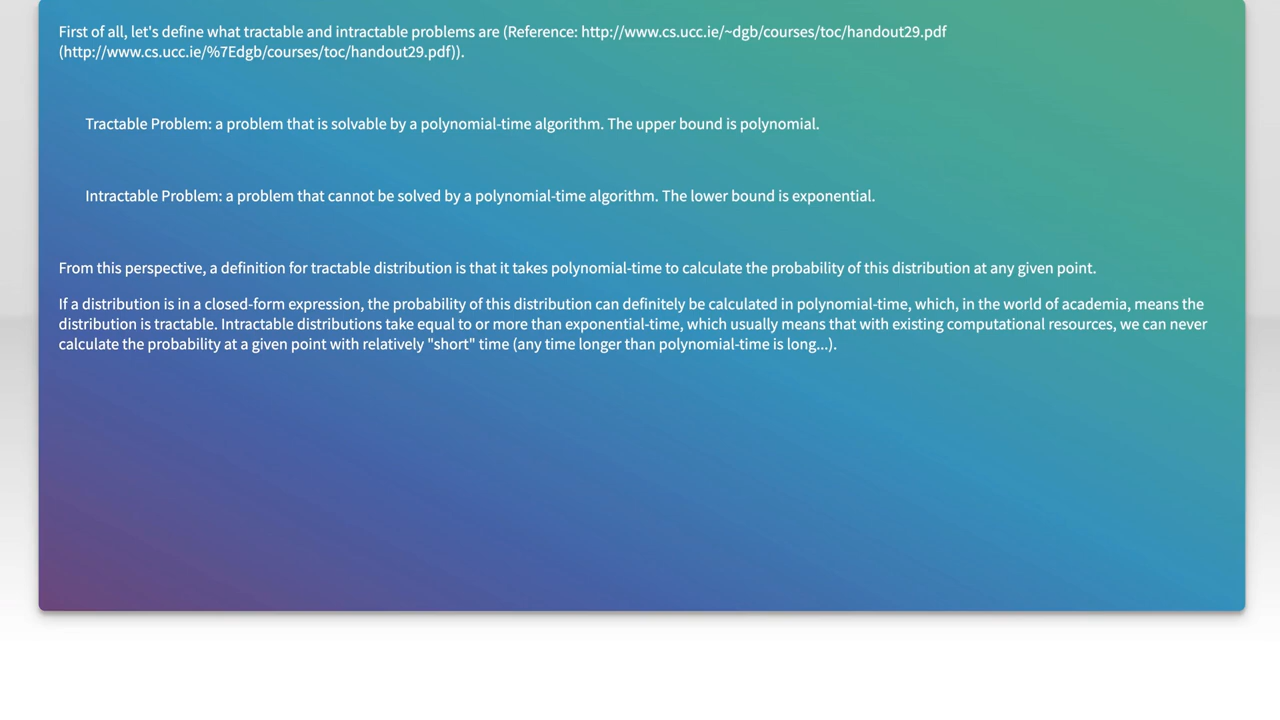 First of all, let's define what tractable and intractable problems are (Reference: http://www.cs.ucc.ie/~dgb/courses/toc/handout29.pdf
(http://www.cs.ucc.ie/%7Edgb/courses/toc/handout29.pdf)).
Tractable Problem: a problem that is solvable by a polynomial-time algorithm. The upper bound is polynomial.
Intractable Problem: a problem that cannot be solved by a polynomial-time algorithm. The lower bound is exponential.
From this perspective, a definition for tractable distribution is that it takes polynomial-time to calculate the probability of this distribution at any given point.
If a distribution is in a closed-form expression, the probability of this distribution can definitely be calculated in polynomial-time, which, in the world of academia, means the
distribution is tractable. Intractable distributions take equal to or more than exponential-time, which usually means that with existing computational resources, we can never
calculate the probability at a given point with relatively "short" time (any time longer than polynomial-time is long...).